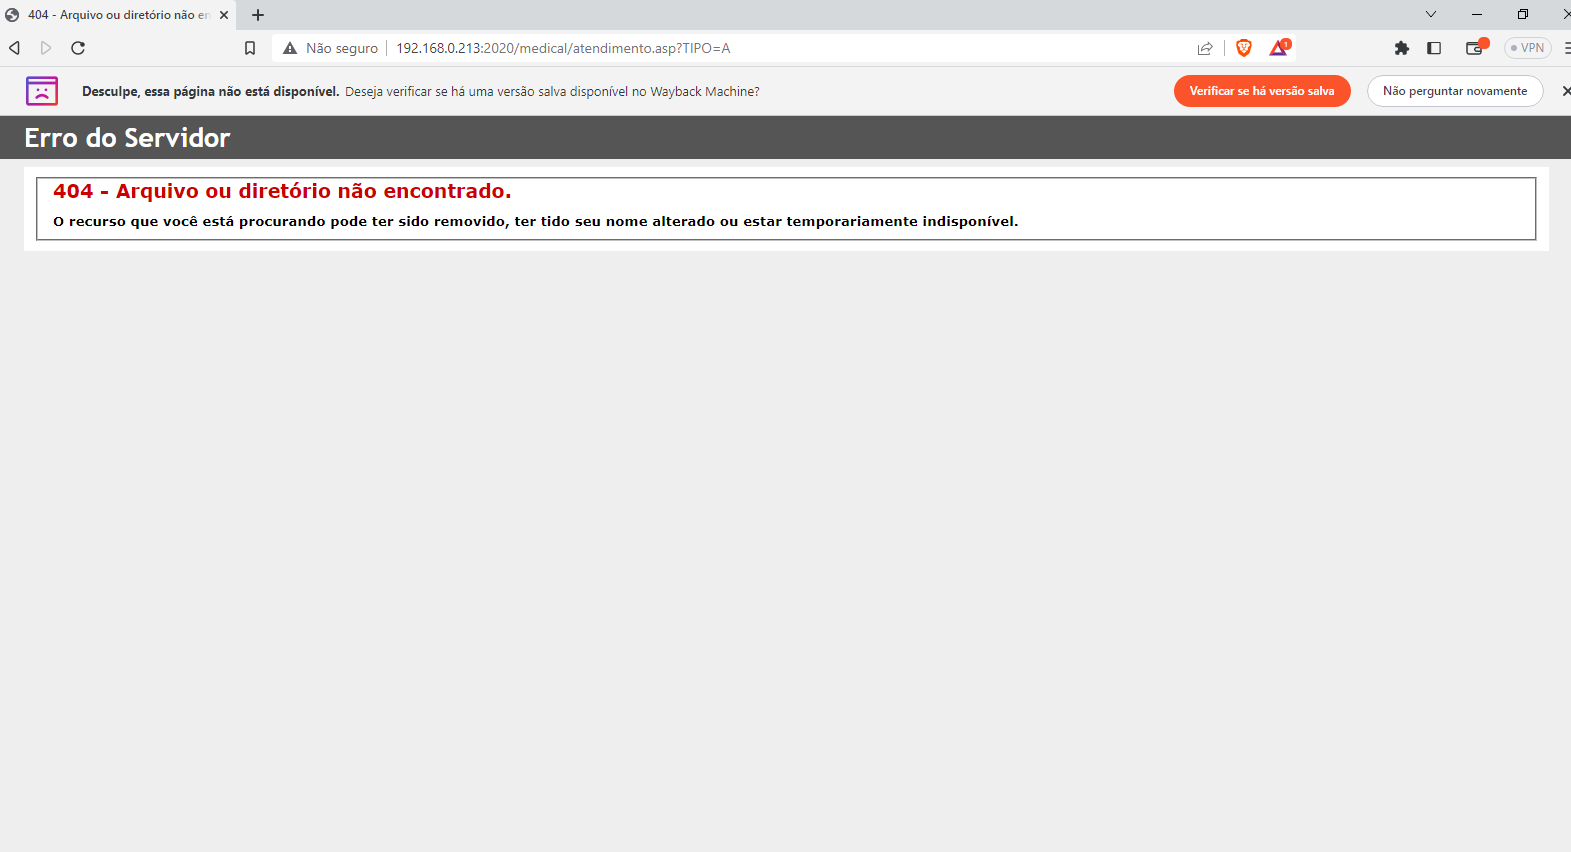 404 - Arquivo ou diretório não en
Não seguro
192.168.0.213:2020/medical/atendimento.asp?TIPO=A
1
VPN
Desculpe, essa página não está disponível. Deseja verificar se há uma versão salva disponível no Wayback Machine?
Verificar se há versão salva
Não perguntar novamente
Erro do Servidor
404 - Arquivo ou diretório não encontrado.
O recurso que você está procurando pode ter sido removido, ter tido seu nome alterado ou estar temporariamente indisponível.